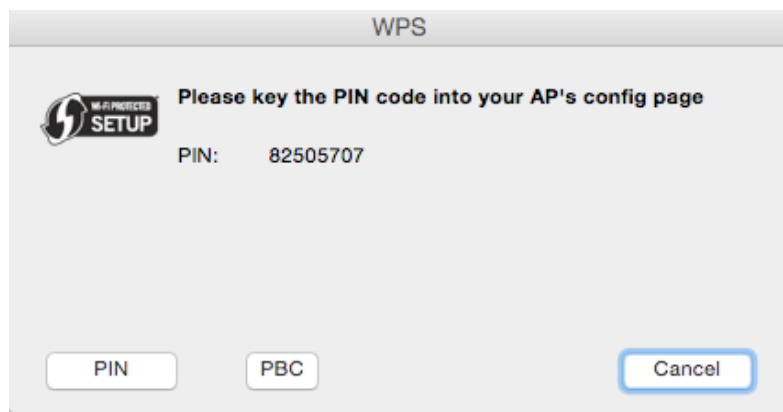 WPS
WI-FI PROTECTED
SETUP
Please key the PIN code into your AP's config page
PIN: 82505707
PIN PBC Cancel